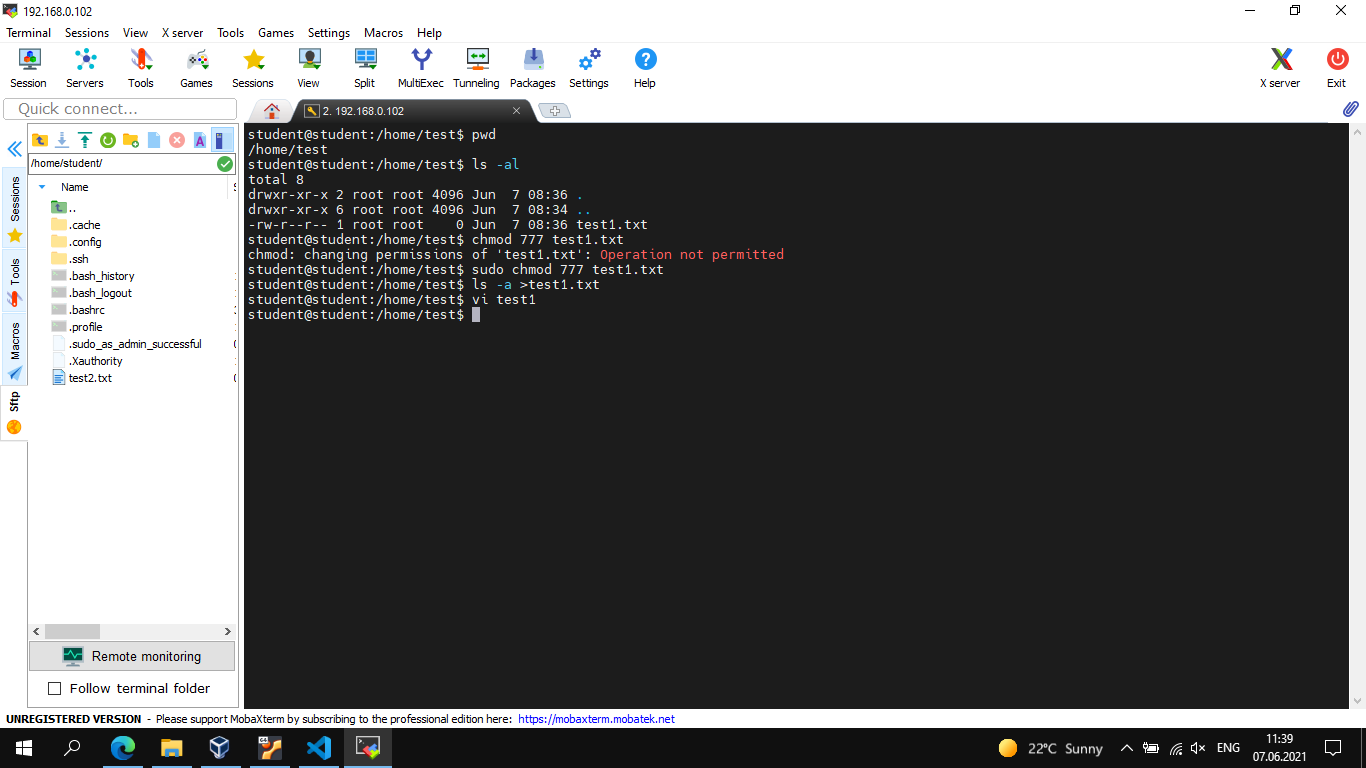 192.168.0.102
Terminal Sessions View X server Tools Games Settings Macros Help
Session Servers Tools Games Sessions View Split MultiExec Tunneling Packages Settings Help X server Exit
Quick connect...
2. 192.168.0.102
/home/student/
Name
..
.cache
.config
.ssh
.bash_history
.bash_logout
.bashrc
.profile
.sudo_as_admin_successful
.Xauthority
test2.txt
Sessions
Tools
Macros
Sftp
Remote monitoring
Follow terminal folder
student@student:/home/test$ pwd
/home/test
student@student:/home/test$ ls -al
total 8
drwxr-xr-x 2 root root 4096 Jun  7 08:36 .
drwxr-xr-x 6 root root 4096 Jun  7 08:34 ..
-rw-r--r-- 1 root root    0 Jun  7 08:36 test1.txt
student@student:/home/test$ chmod 777 test1.txt
chmod: changing permissions of 'test1.txt': Operation not permitted
student@student:/home/test$ sudo chmod 777 test1.txt
student@student:/home/test$ ls -a >test1.txt
student@student:/home/test$ vi test1
student@student:/home/test$
UNREGISTERED VERSION - Please support MobaXterm by subscribing to the professional edition here: https://mobaxterm.mobatek.net
64
22°C Sunny
ENG
11:39
07.06.2021